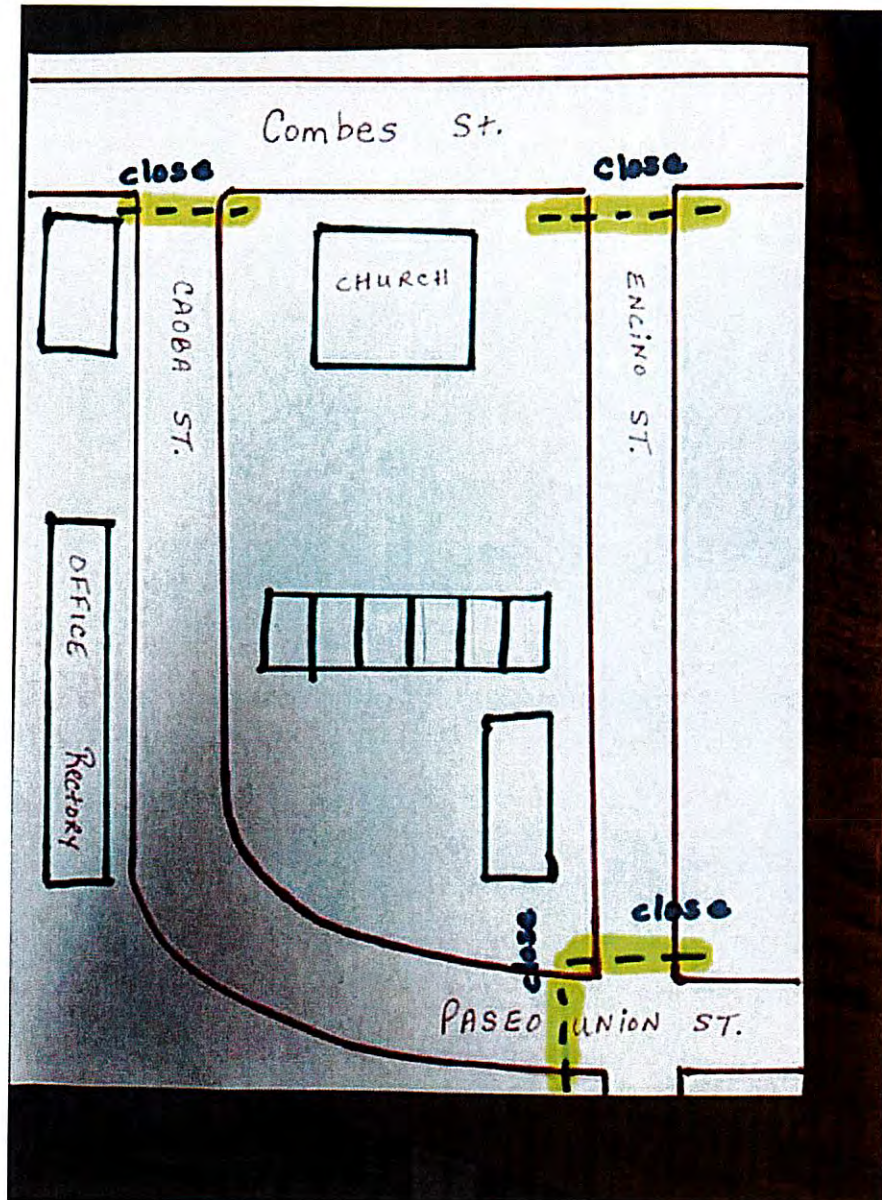 Combes St.
close
close
CHURCH
CAOBA ST.
ENCINO ST.
OFFICE Rectory
close
close
PASEO UNION ST.